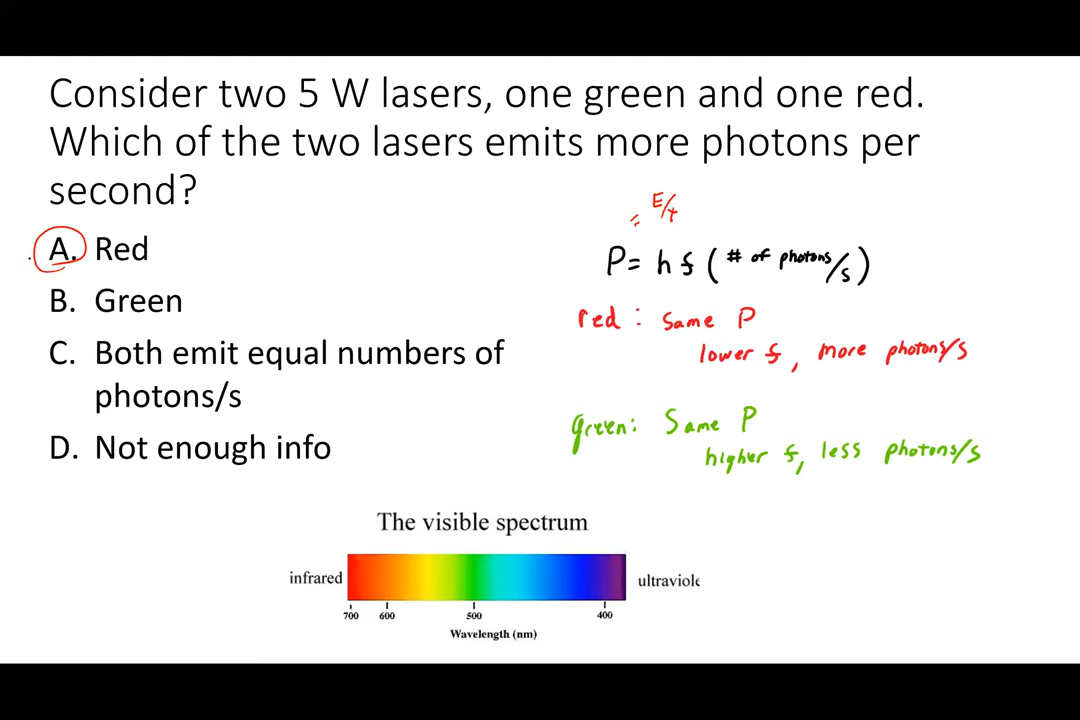 Consider two 5 W lasers, one green and one red.
Which of the two lasers emits more photons per
second?
= E/t
A. Red
P = h f ( # of photons/s )
B. Green
red : same P
lower f , more photons/s
C. Both emit equal numbers of
photons/s
green: Same P
higher f, less photons/s
D. Not enough info
The visible spectrum
infrared
ultraviole
700 600 500 400
Wavelength (nm)